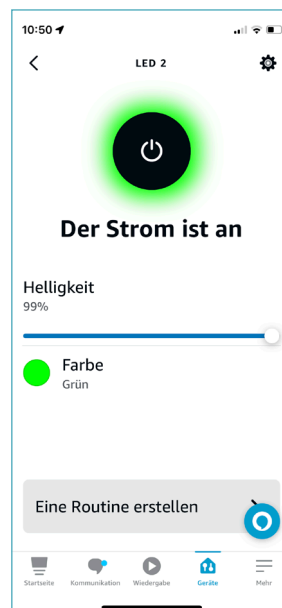 10:50
LED 2
Der Strom ist an
Helligkeit
99%
Farbe
Grün
Eine Routine erstellen
Startseite Kommunikation Wiedergabe Geräte Mehr